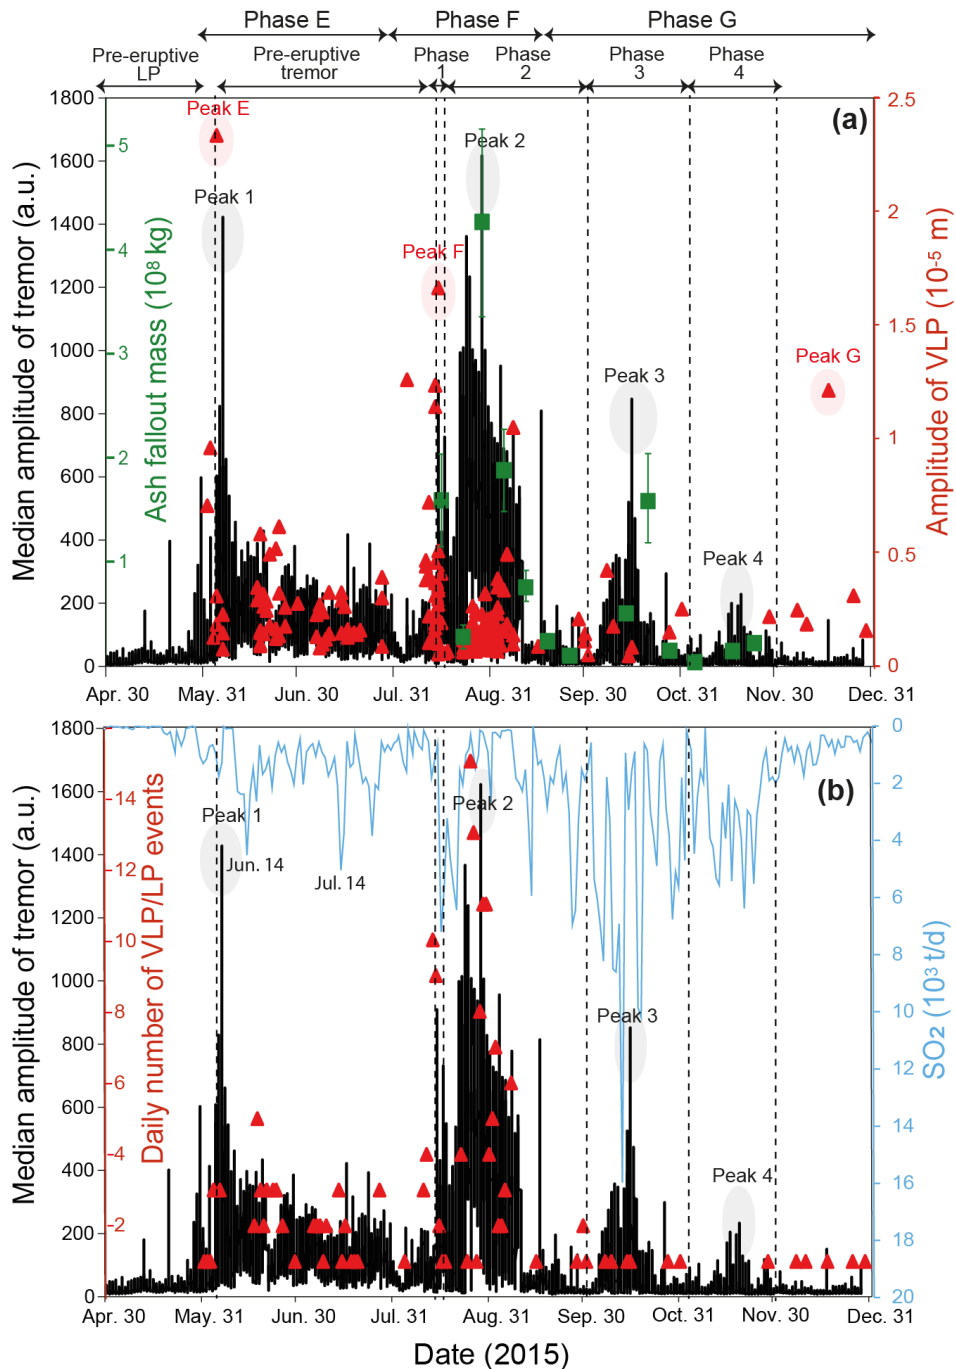 Phase E Phase F Phase G
Pre-eruptive LP Pre-eruptive tremor Phase 1 Phase 2 Phase 3 Phase 4
(a)
Median amplitude of tremor (a.u.)
1800
1600
1400
1200
1000
800
600
400
200
0
Ash fallout mass (10⁸ kg)
5
4
3
2
1
Amplitude of VLP (10⁻⁵ m)
2.5
2
1.5
1
0.5
0
Peak E
Peak 1
Peak F
Peak 2
Peak 3
Peak G
Peak 4
Apr. 30 May. 31 Jun. 30 Jul. 31 Aug. 31 Sep. 30 Oct. 31 Nov. 30 Dec. 31
(b)
Median amplitude of tremor (a.u.)
1800
1600
1400
1200
1000
800
600
400
200
0
Daily number of VLP/LP events
14
12
10
8
6
4
2
SO₂ (10³ t/d)
0
2
4
6
8
10
12
14
16
18
20
Peak 1
Jun. 14
Jul. 14
Peak 2
Peak 3
Peak 4
Apr. 30 May. 31 Jun. 30 Jul. 31 Aug. 31 Sep. 30 Oct. 31 Nov. 30 Dec. 31
Date (2015)